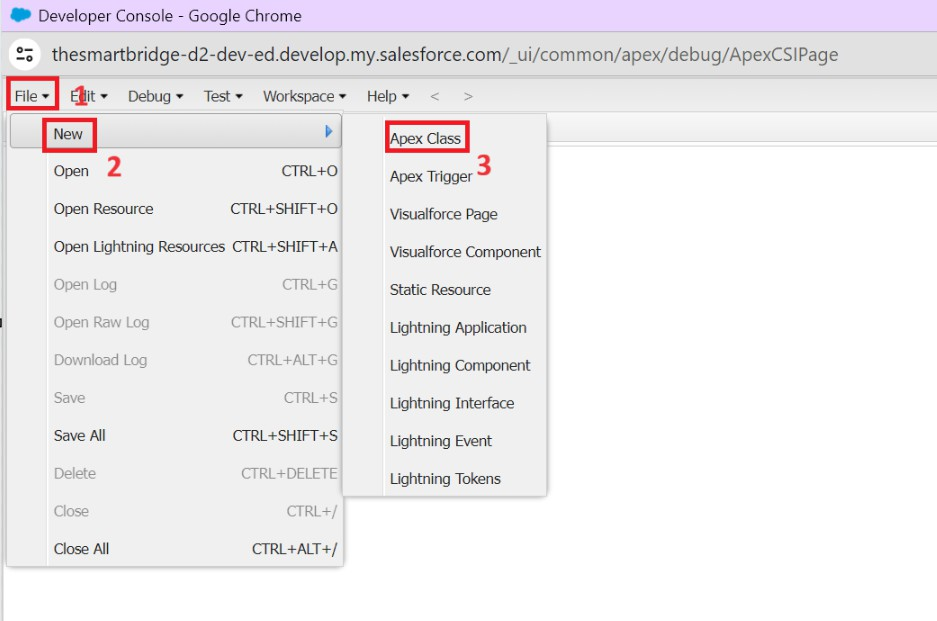 Developer Console - Google Chrome
thesmartbridge-d2-dev-ed.develop.my.salesforce.com/_ui/common/apex/debug/ApexCSIPage
File 1 Edit Debug Test Workspace Help < >
New
2
Open CTRL+O
Open Resource CTRL+SHIFT+O
Open Lightning Resources CTRL+SHIFT+A
Open Log CTRL+G
Open Raw Log CTRL+SHIFT+G
Download Log CTRL+ALT+G
Save CTRL+S
Save All CTRL+SHIFT+S
Delete CTRL+DELETE
Close CTRL+/
Close All CTRL+ALT+/
Apex Class
3
Apex Trigger
Visualforce Page
Visualforce Component
Static Resource
Lightning Application
Lightning Component
Lightning Interface
Lightning Event
Lightning Tokens